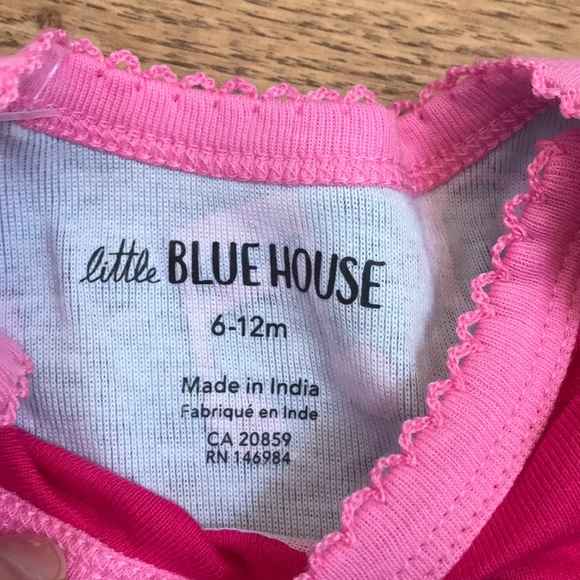 little BLUE HOUSE
6-12m
Made in India
Fabriqué en Inde
CA 20859
RN 146984